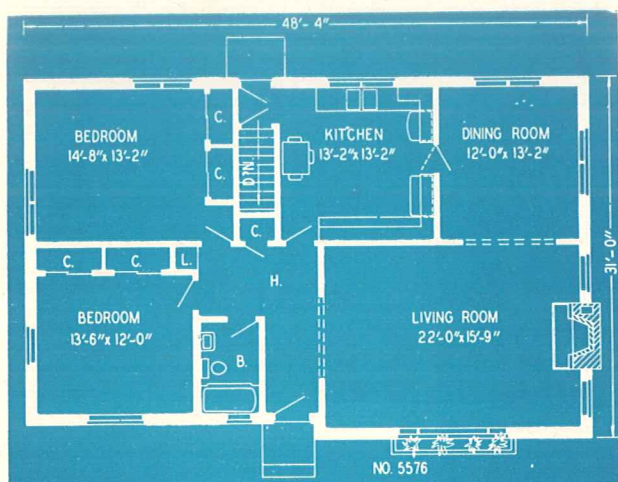 48'-4"
BEDROOM
14'-8" x 13'-2"
C.
C.
D'N.
KITCHEN
13'-2" x 13'-2"
DINING ROOM
12'-0" x 13'-2"
31'-0"
C.
C.
C.
L.
H.
BEDROOM
13'-6" x 12'-0"
B.
LIVING ROOM
22'-0" x 15'-9"
NO. 5576